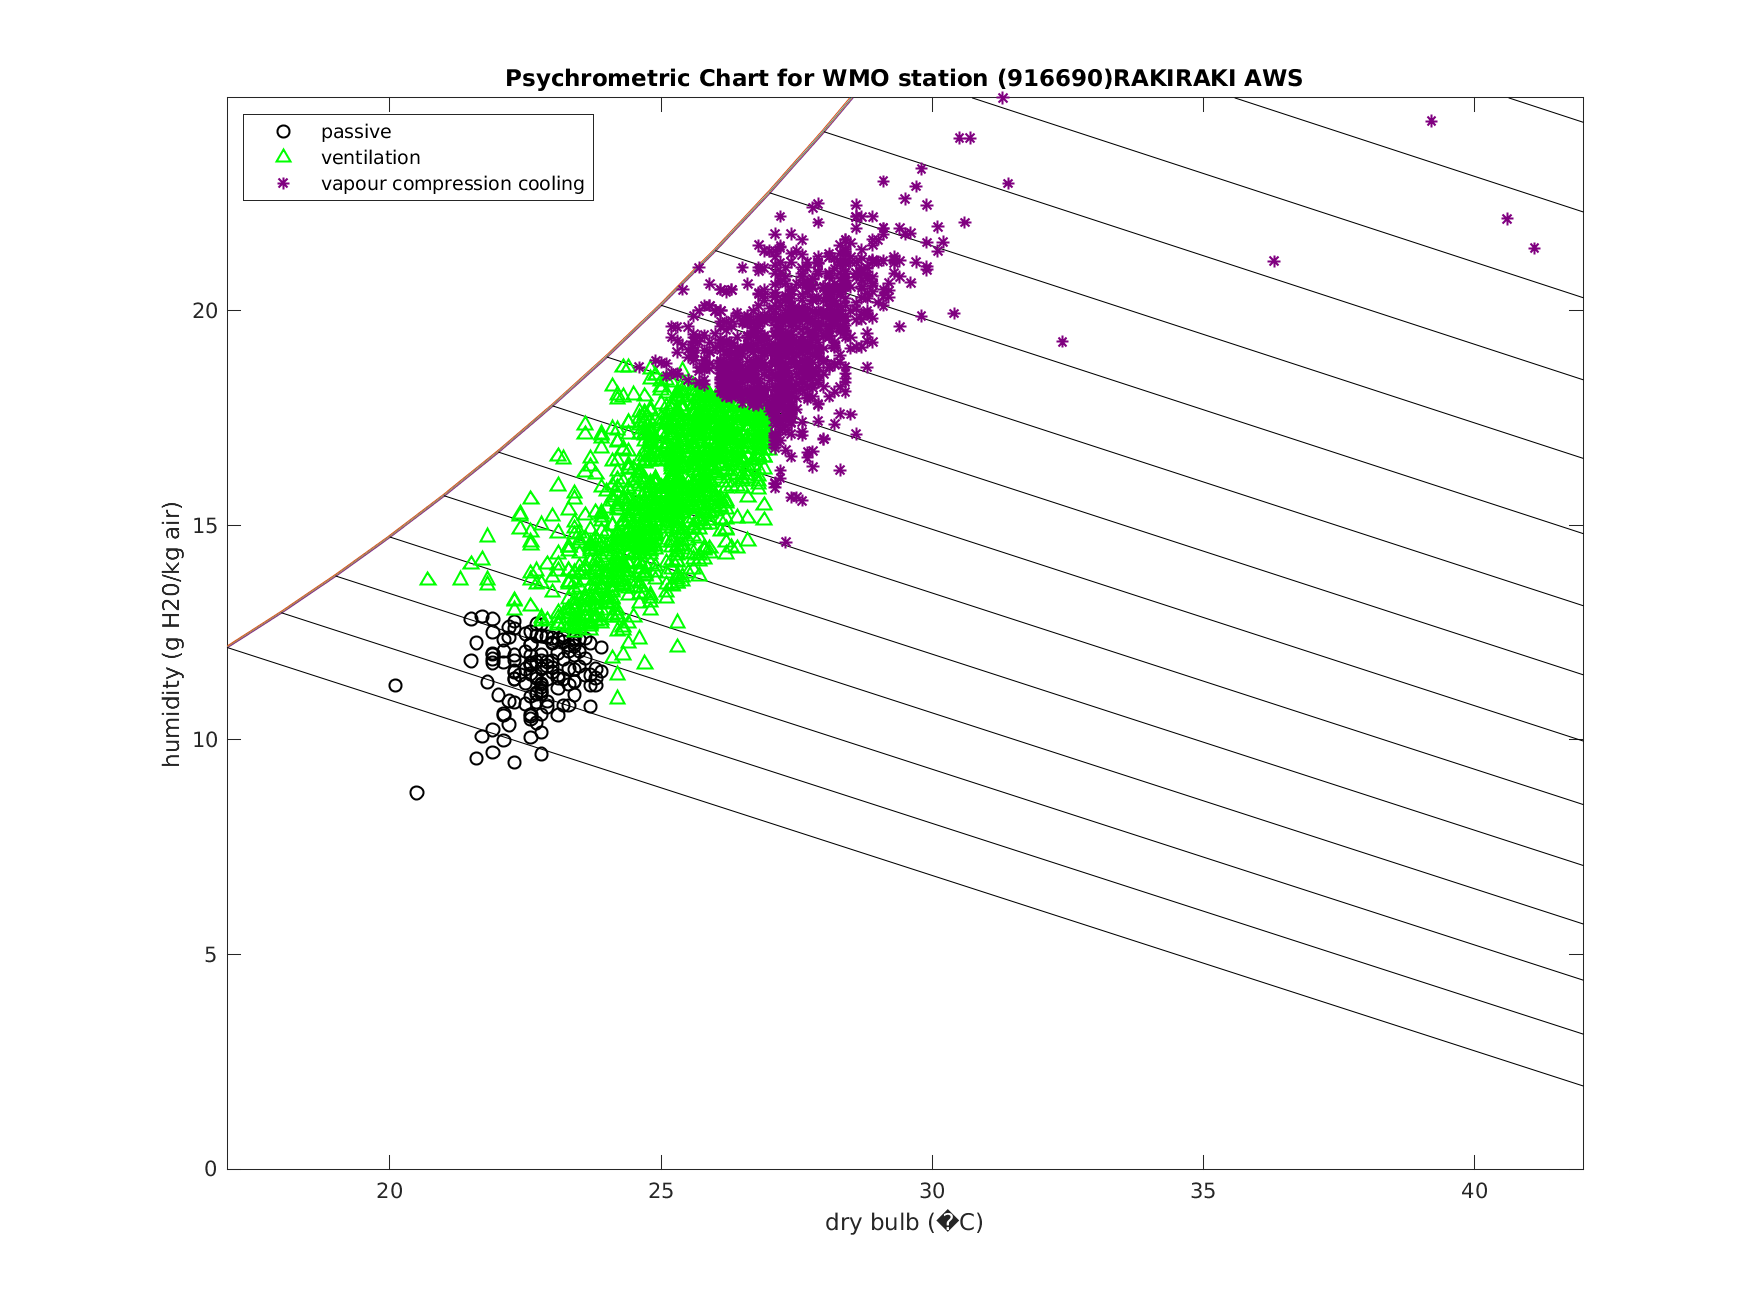 Psychrometric Chart for WMO station (916690)RAKIRAKI AWS
passive
ventilation
vapour compression cooling
humidity (g H20/kg air)
20
15
10
5
0
20 25 30 35 40
dry bulb (�C)